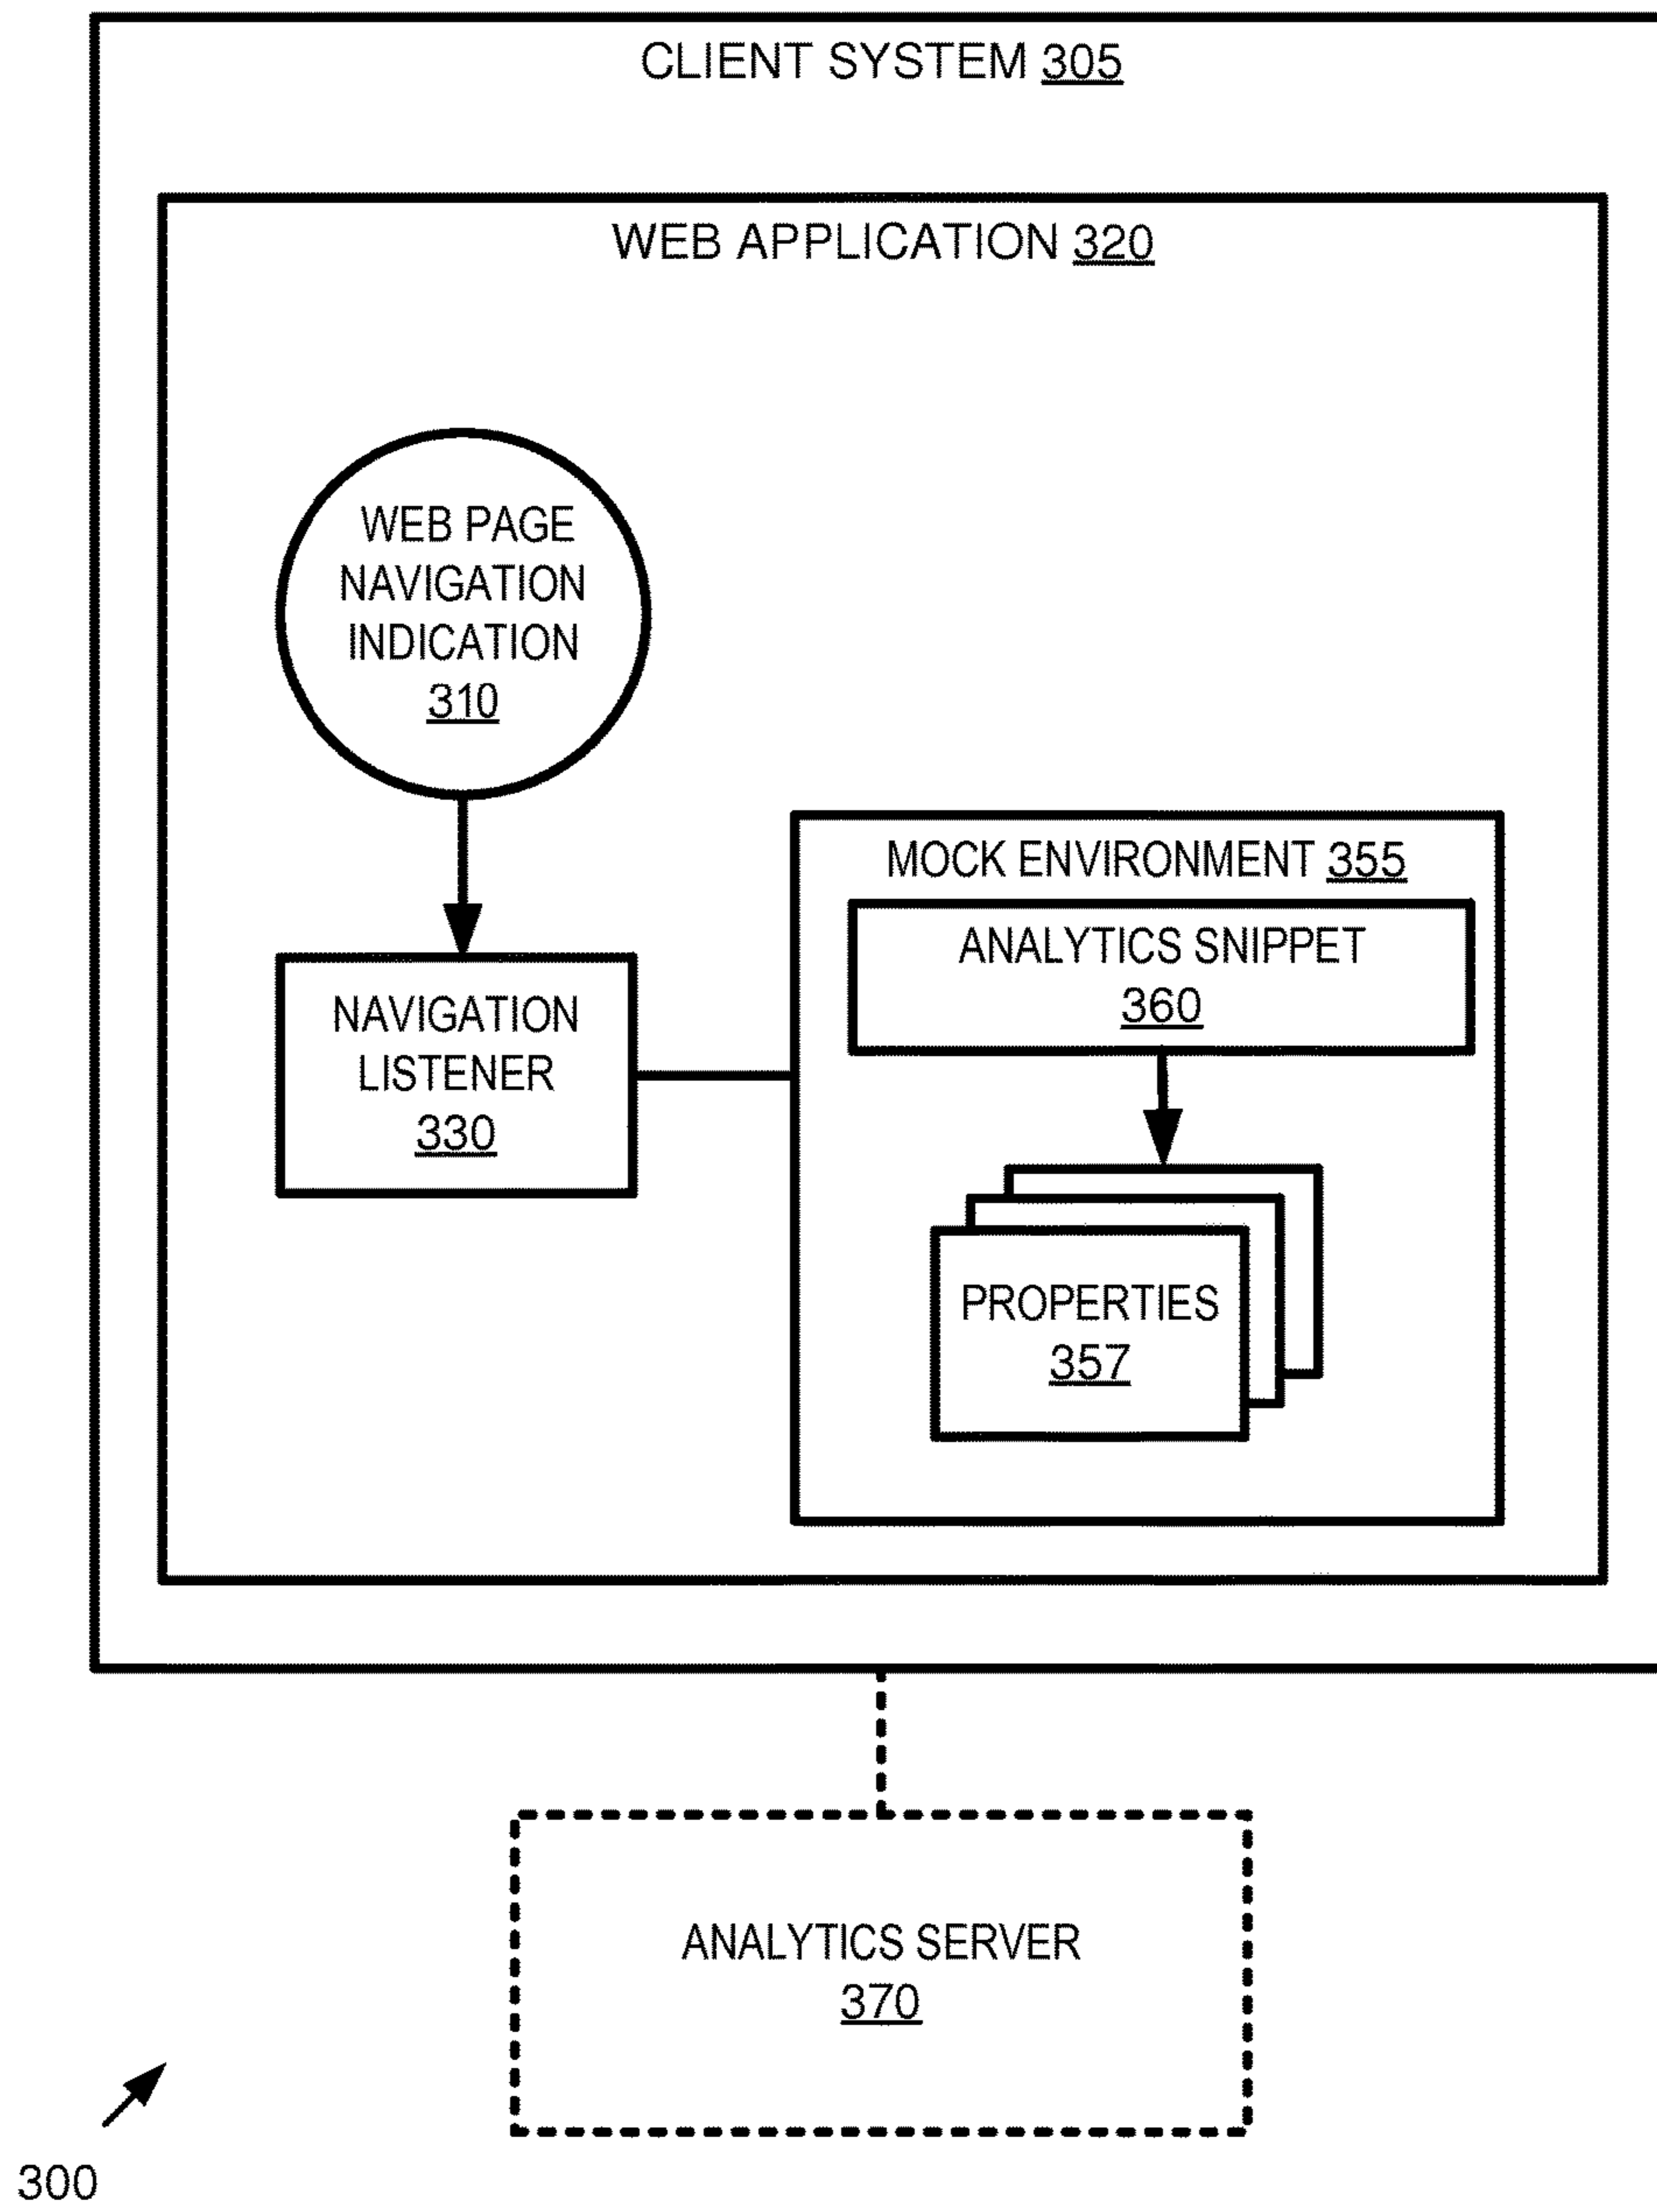 CLIENT SYSTEM 305
WEB APPLICATION 320
WEB PAGE
NAVIGATION
INDICATION
310
NAVIGATION
LISTENER
330
MOCK ENVIRONMENT 355
ANALYTICS SNIPPET
360
PROPERTIES
357
ANALYTICS SERVER
370
300